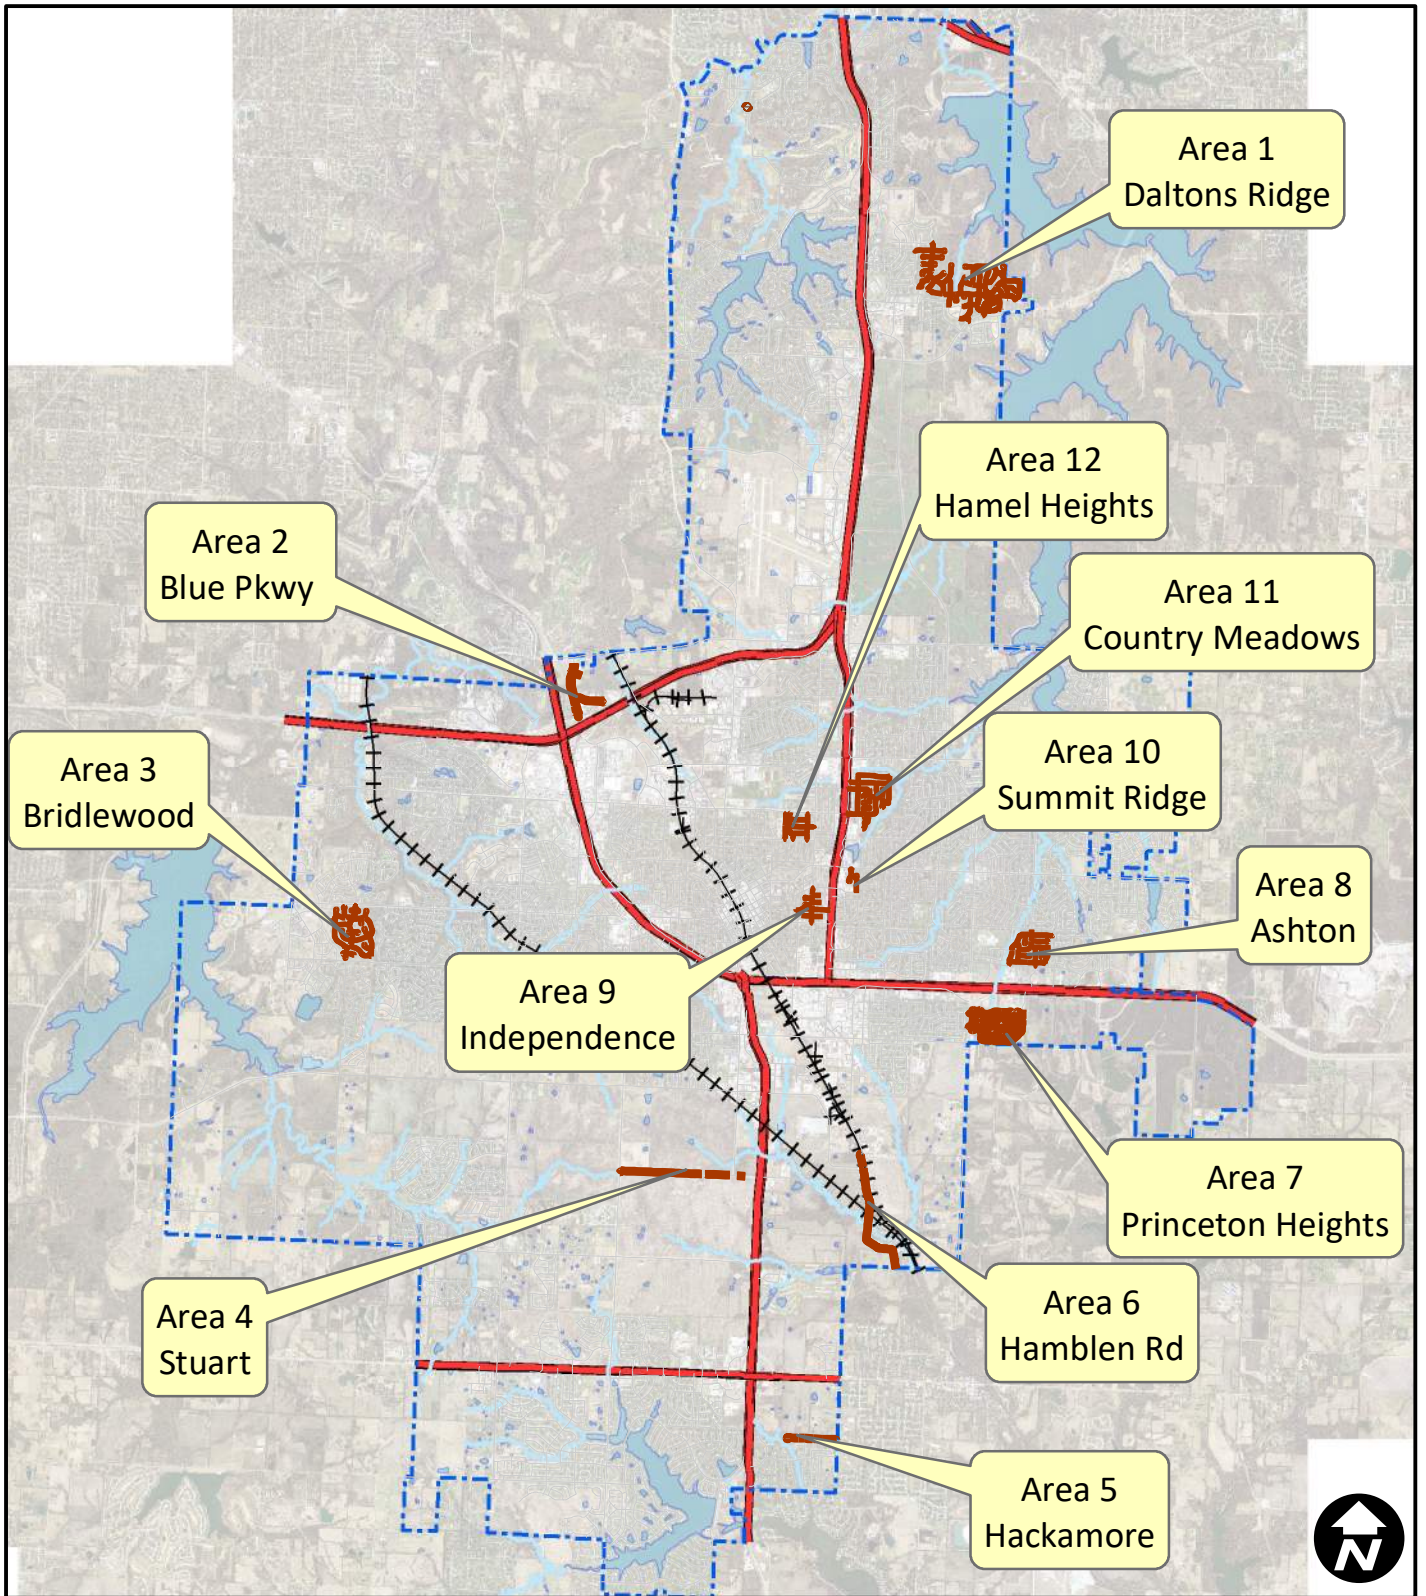 Area 1
Daltons Ridge
Area 12
Hamel Heights
Area 2
Blue Pkwy
Area 11
Country Meadows
Area 10
Summit Ridge
Area 3
Bridlewood
Area 8
Ashton
Area 9
Independence
Area 7
Princeton Heights
Area 4
Stuart
Area 6
Hamblen Rd
Area 5
Hackamore
N